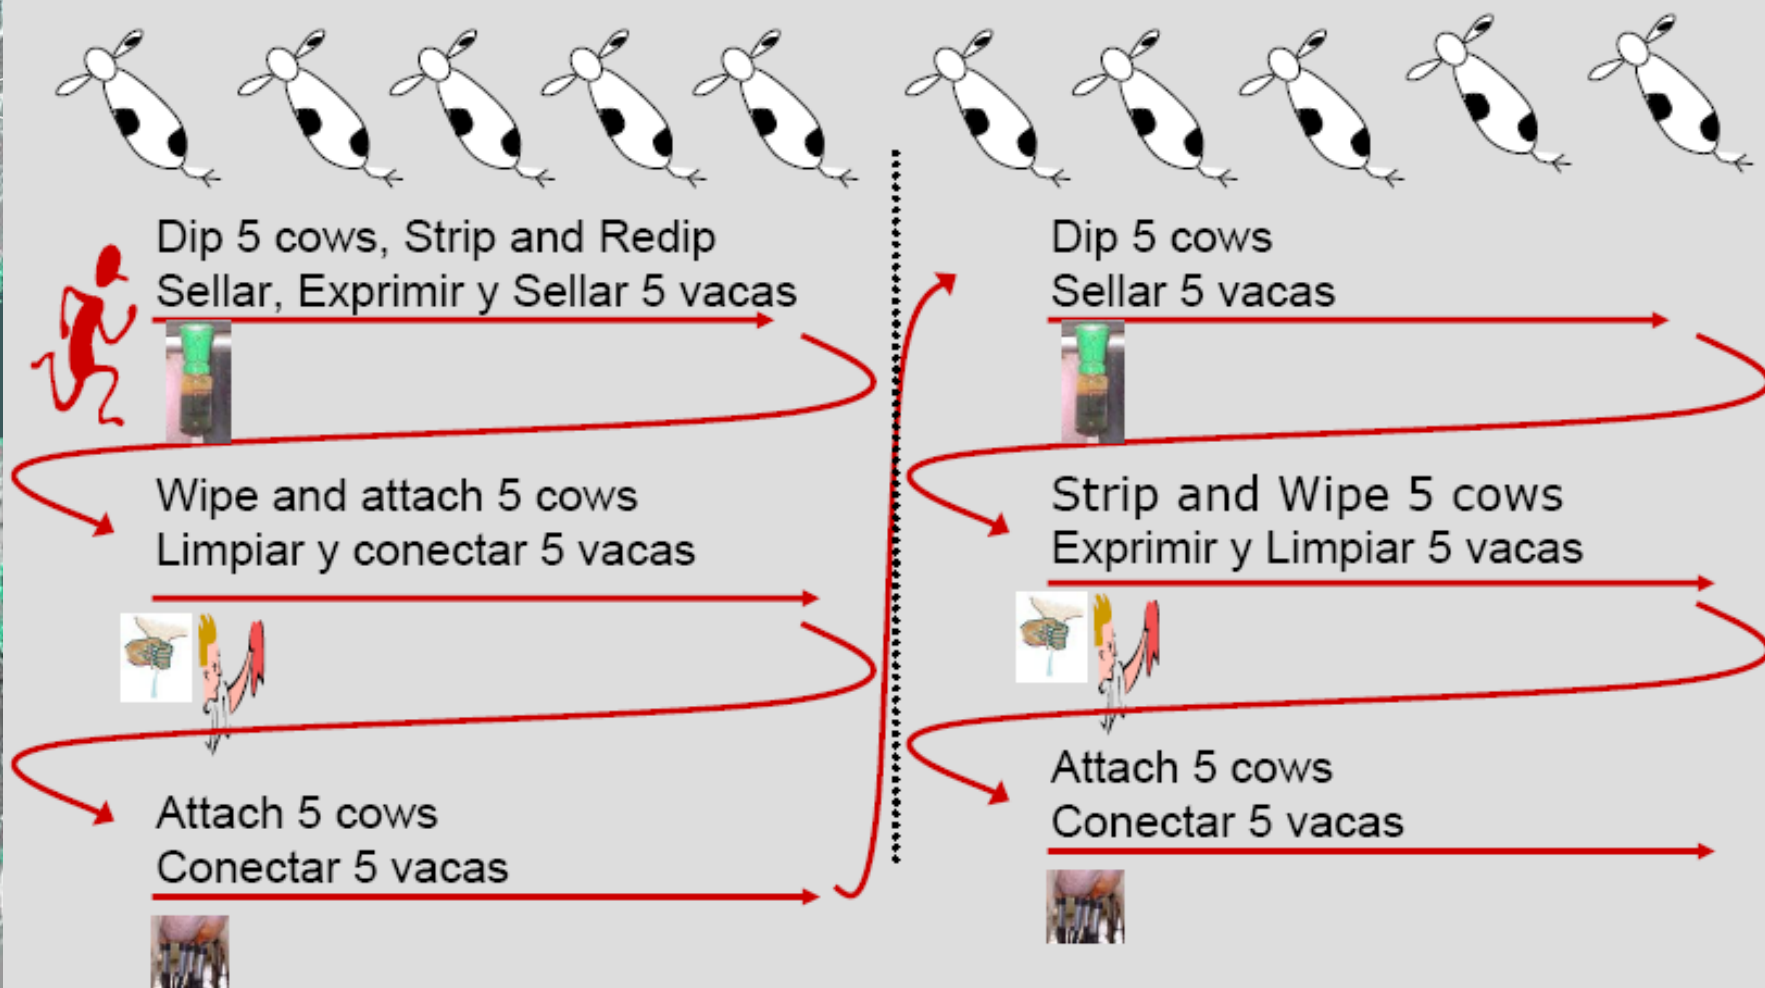 Dip 5 cows, Strip and Redip
Sellar, Exprimir y Sellar 5 vacas
Wipe and attach 5 cows
Limpiar y conectar 5 vacas
Attach 5 cows
Conectar 5 vacas
Dip 5 cows
Sellar 5 vacas
Strip and Wipe 5 cows
Exprimir y Limpiar 5 vacas
Attach 5 cows
Conectar 5 vacas